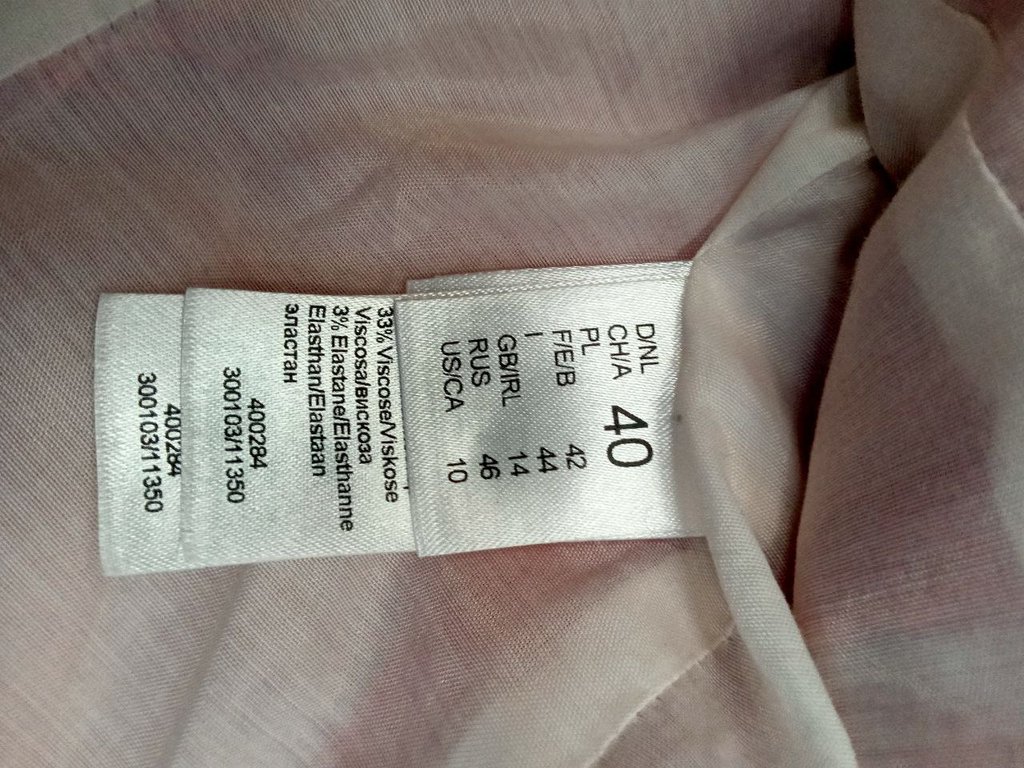 D/NL
CH/A
PL
40
F/E/B 42
I 44
GB/IRL 14
RUS 46
US/CA 10
33% Viscose/Viskose
Viscosa/вискоза
3% Elastane/Elasthanne
Elasthan/Elastaan
эластан
400284
300103/11350
400284
300103/11350